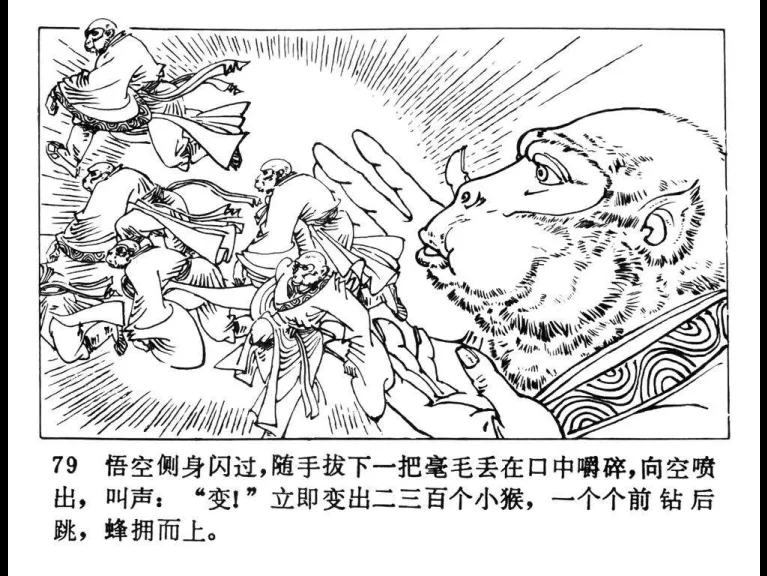 79 悟空侧身闪过，随手拔下一把毫毛丢在口中嚼碎，向空喷
出，叫声：“变！”立即变出二三百个小猴，一个个前钻后
跳，蜂拥而上。